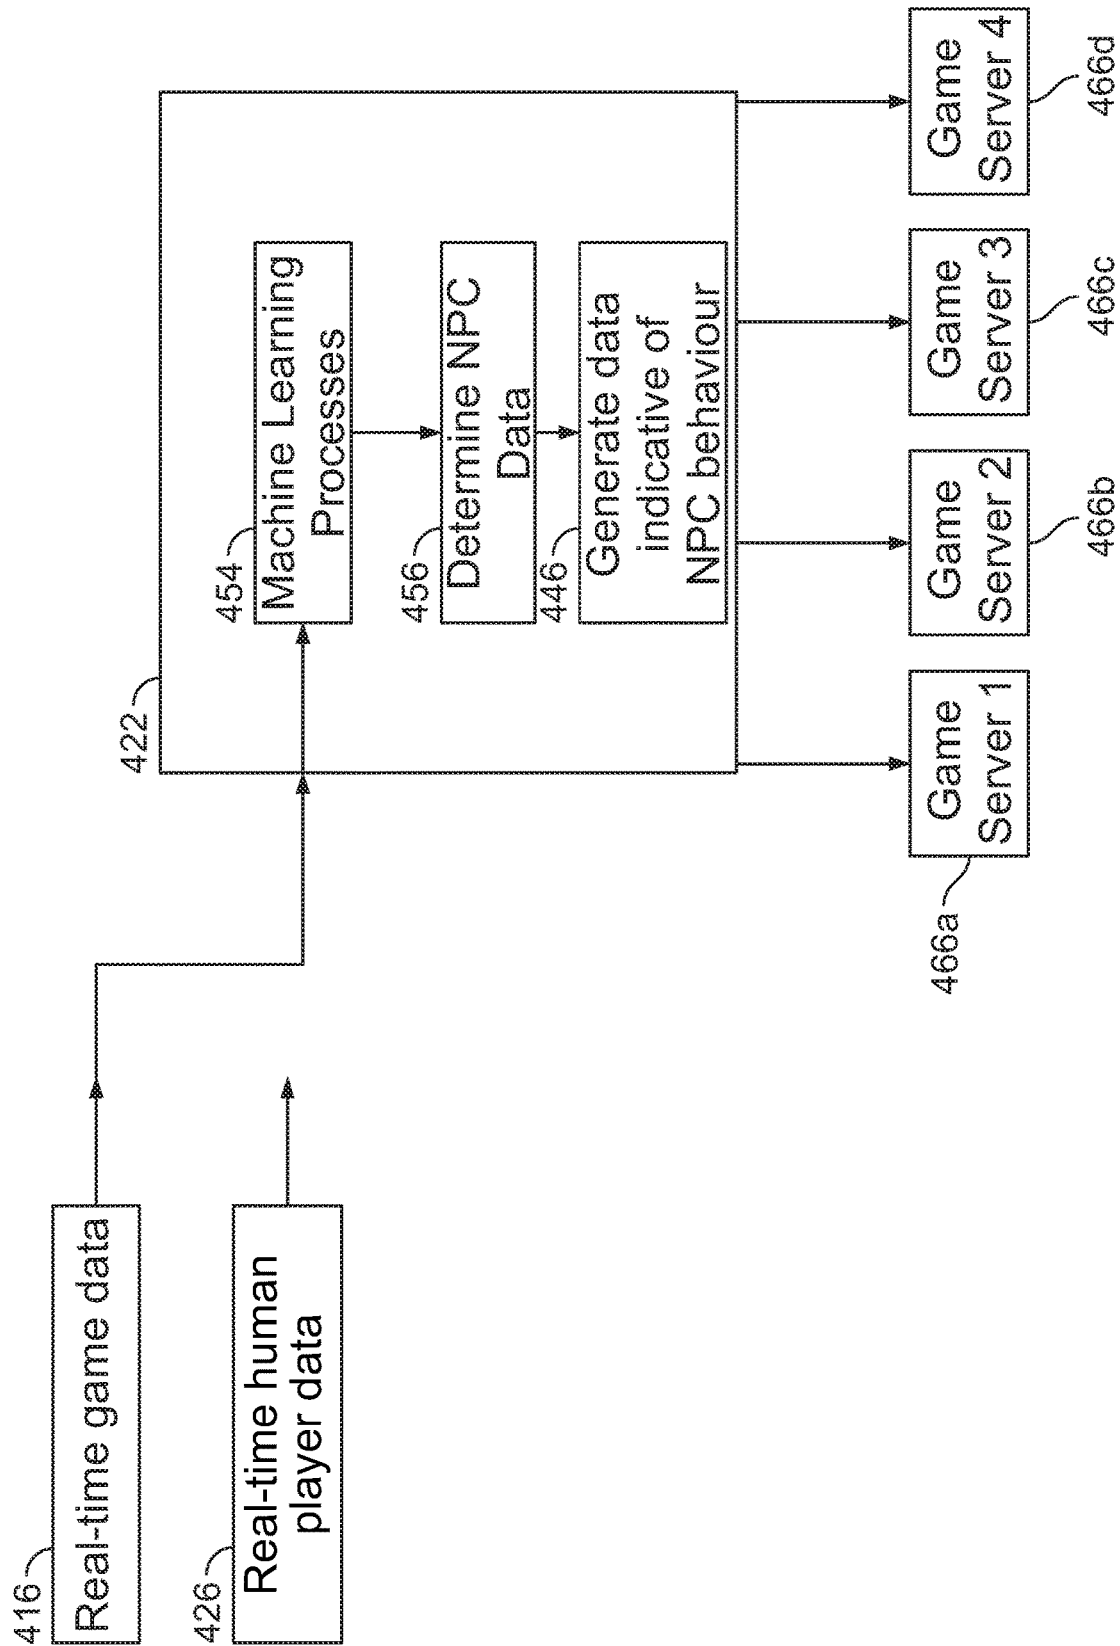 416
Real-time game data
426
Real-time human
player data
422
454
Machine Learning
Processes
456
Determine NPC
Data
446
Generate data
indicative of
NPC behaviour
Game
Server 1
466a
Game
Server 2
466b
Game
Server 3
466c
Game
Server 4
466d